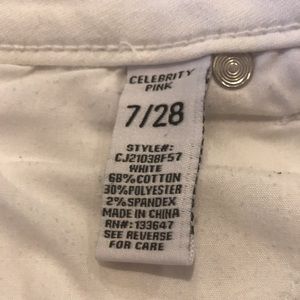 CELEBRITY
PINK
7/28
STYLE#:
CJ21038F57
WHITE
68%COTTON
30%POLYESTER
2%SPANDEX
MADE IN CHINA
RN#: 133647
SEE REVERSE
FOR CARE